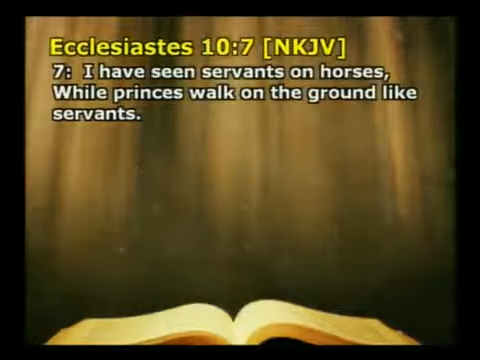 Ecclesiastes 10:7 [NKJV]
7:  I have seen servants on horses,
While princes walk on the ground like
servants.